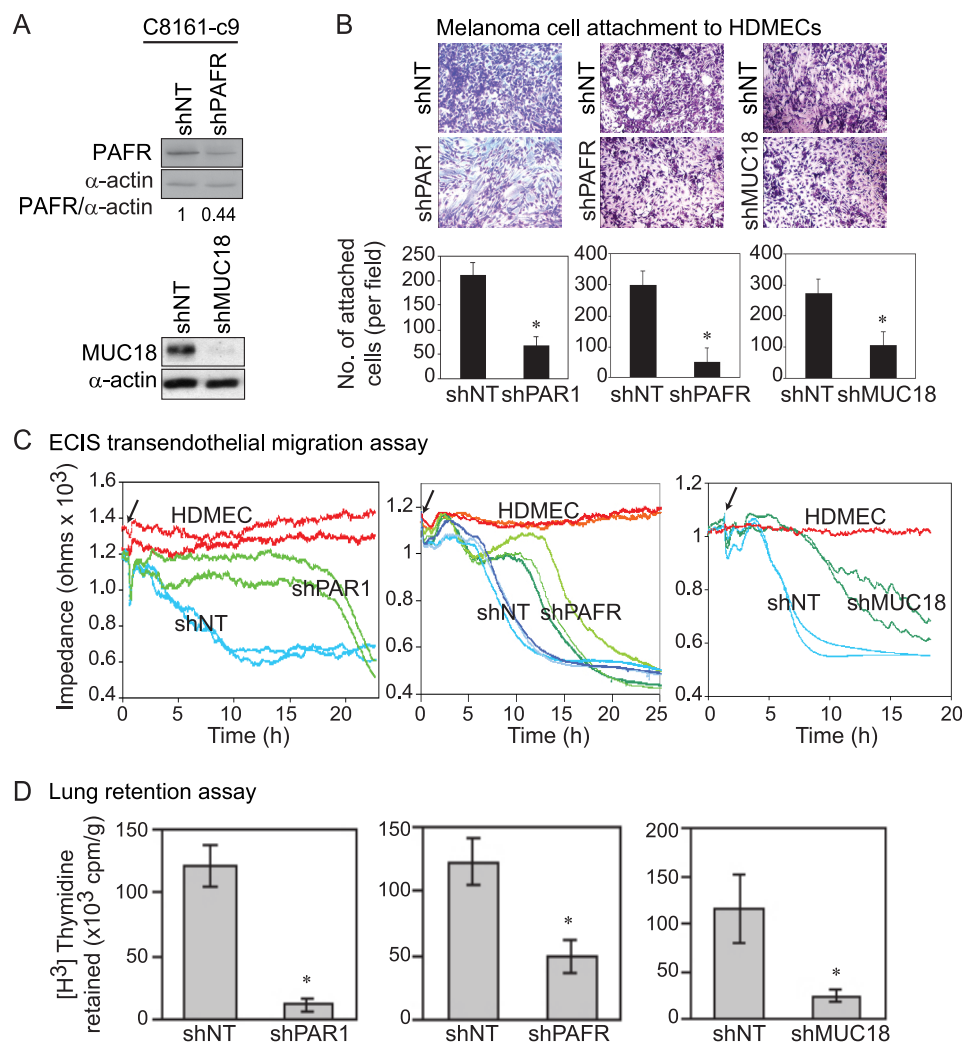 A
C8161-c9
shNT
shPAFR
PAFR
α-actin
PAFR/α-actin
1 0.44
shNT
shMUC18
MUC18
α-actin
B
Melanoma cell attachment to HDMECs
shNT
shNT
shNT
shPAR1
shPAFR
shMUC18
No. of attached
cells (per field)
250
200
150
100
50
0
*
shNT shPAR1
400
300
200
100
0
*
shNT shPAFR
400
300
200
100
0
*
shNT shMUC18
C ECIS transendothelial migration assay
Impedance (ohms x 10³)
1.6
1.4
1.2
1.0
0.8
0.6
0.4
HDMEC
shPAR1
shNT
0 5 10 15 20
Time (h)
1.2
1.0
0.8
0.6
0.4
HDMEC
shNT
shPAFR
0 5 10 15 20 25
Time (h)
1.2
1.0
0.8
0.6
0.4
HDMEC
shNT
shMUC18
0 5 10 15 20
Time (h)
D Lung retention assay
[H³] Thymidine
retained (x10³ cpm/g)
150
100
50
0
*
shNT shPAR1
150
100
50
0
*
shNT shPAFR
200
150
100
50
0
*
shNT shMUC18